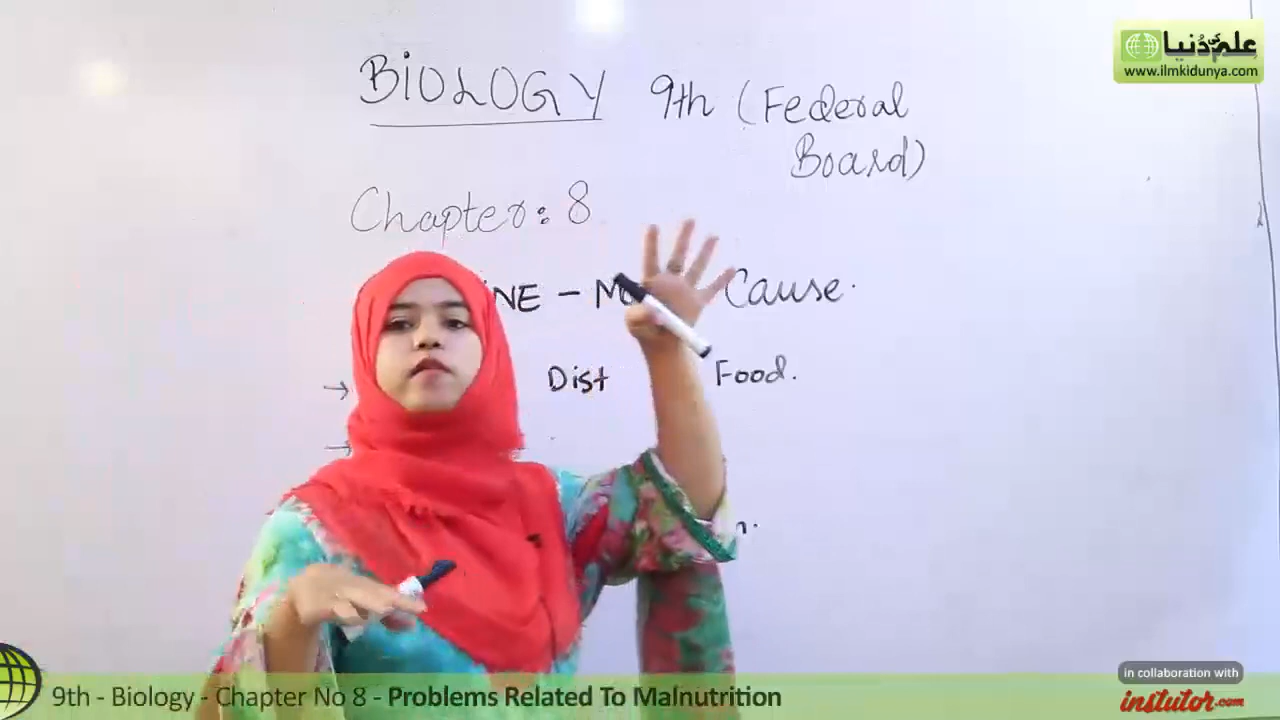 علم کی دُنیا
www.ilmkidunya.com
BIOLOGY 9th (Federal
Board)
Chapter: 8
NE – M Cause.
→ Dist Food.
→
n.
in collaboration with
instutor.com
9th - Biology - Chapter No 8 - Problems Related To Malnutrition